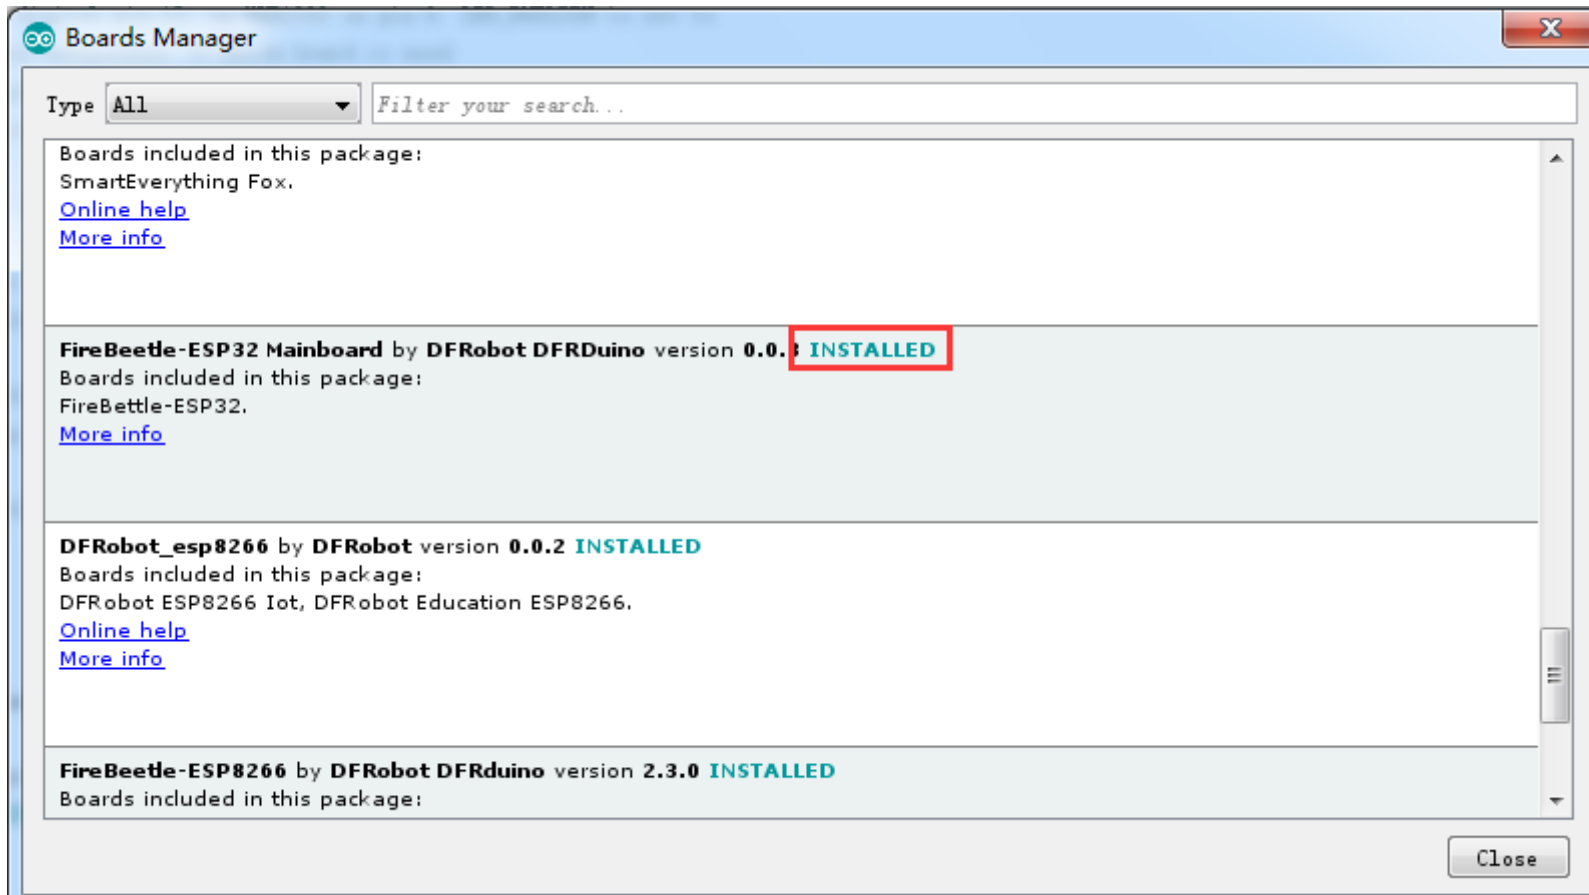 Boards Manager
Type All Filter your search...
Boards included in this package:
SmartEverything Fox.
Online help
More info
FireBeetle-ESP32 Mainboard by DFRobot DFRDuino version INSTALLED
Boards included in this package:
FireBettle-ESP32.
More info
DFRobot_esp8266 by DFRobot version 0.0.2 INSTALLED
Boards included in this package:
DFRobot ESP8266 Iot, DFRobot Education ESP8266.
Online help
More info
FireBeetle-ESP8266 by DFRobot DFRduino version 2.3.0 INSTALLED
Boards included in this package:
Close